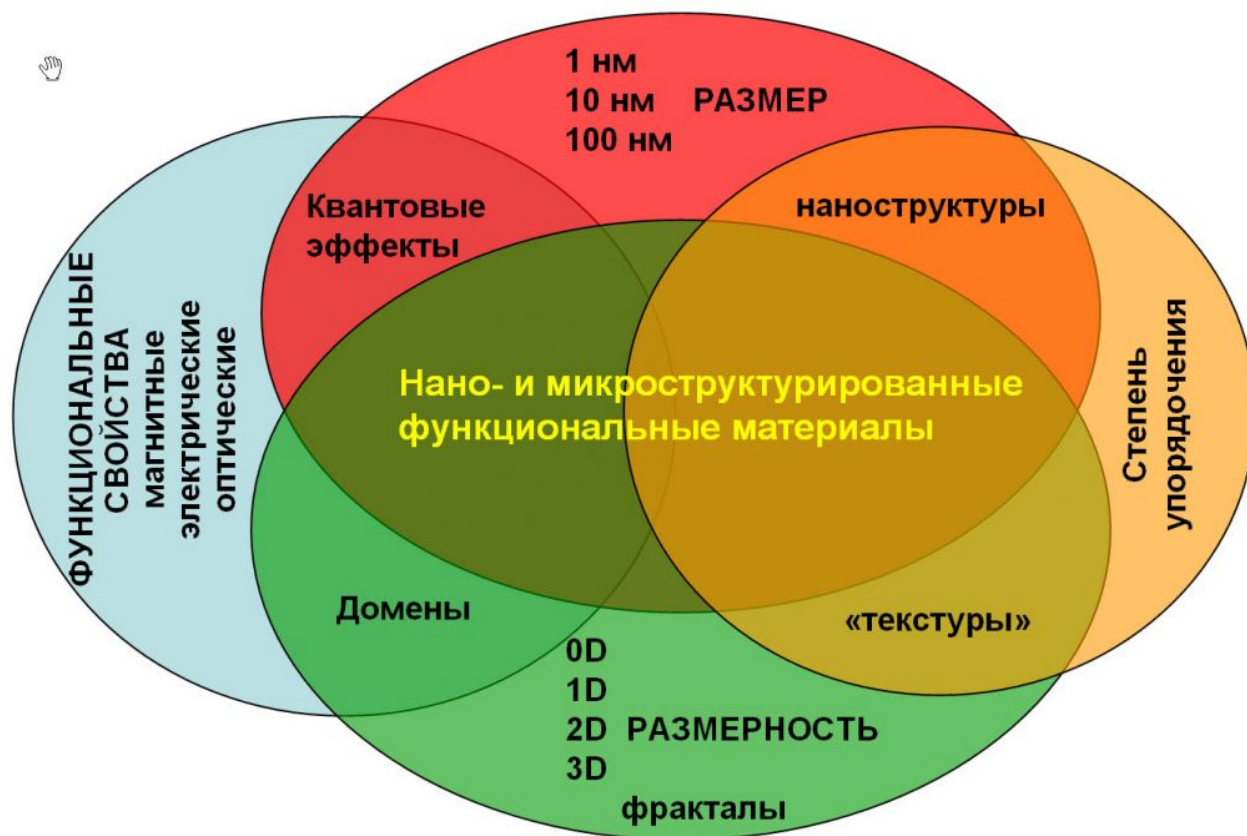 1 нм
10 нм РАЗМЕР
100 нм
Квантовые
эффекты
наноструктуры
ФУНКЦИОНАЛЬНЫЕ
СВОЙСТВА
магнитные
электрические
оптические
Нано- и микроструктурированные
функциональные материалы
Степень
упорядочения
Домены
«текстуры»
0D
1D
2D РАЗМЕРНОСТЬ
3D
фракталы